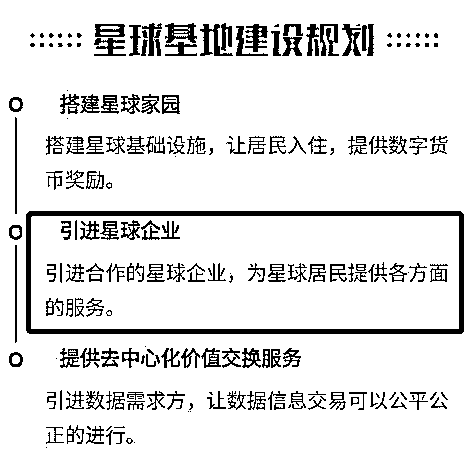 星球基地建设规划
搭建星球家园
搭建星球基础设施，让居民入住，提供数字货
币奖励。
引进星球企业
引进合作的星球企业，为星球居民提供各方面
的服务。
提供去中心化价值交换服务
引进数据需求方，让数据信息交易可以公平公
正的进行。